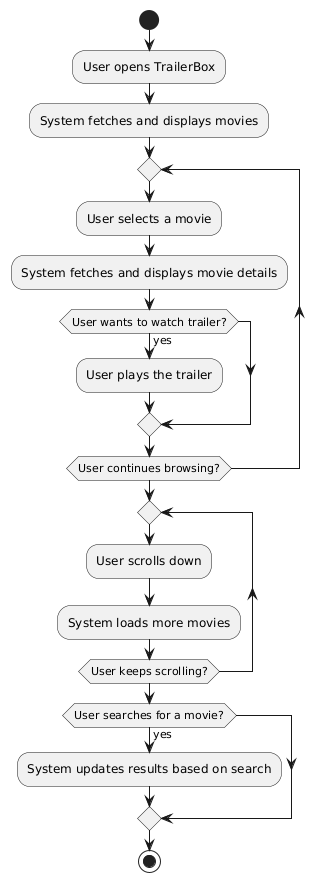 User opens TrailerBox
System fetches and displays movies
User selects a movie
System fetches and displays movie details
User wants to watch trailer?
yes
User plays the trailer
User continues browsing?
User scrolls down
System loads more movies
User keeps scrolling?
User searches for a movie?
yes
System updates results based on search